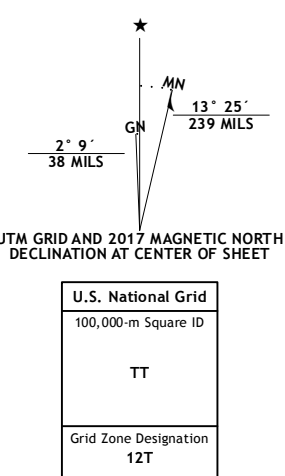 ★
MN
GN
13° 25´
239 MILS
2° 9´
38 MILS
UTM GRID AND 2017 MAGNETIC NORTH
DECLINATION AT CENTER OF SHEET
U.S. National Grid
100,000-m Square ID
TT
Grid Zone Designation
12T